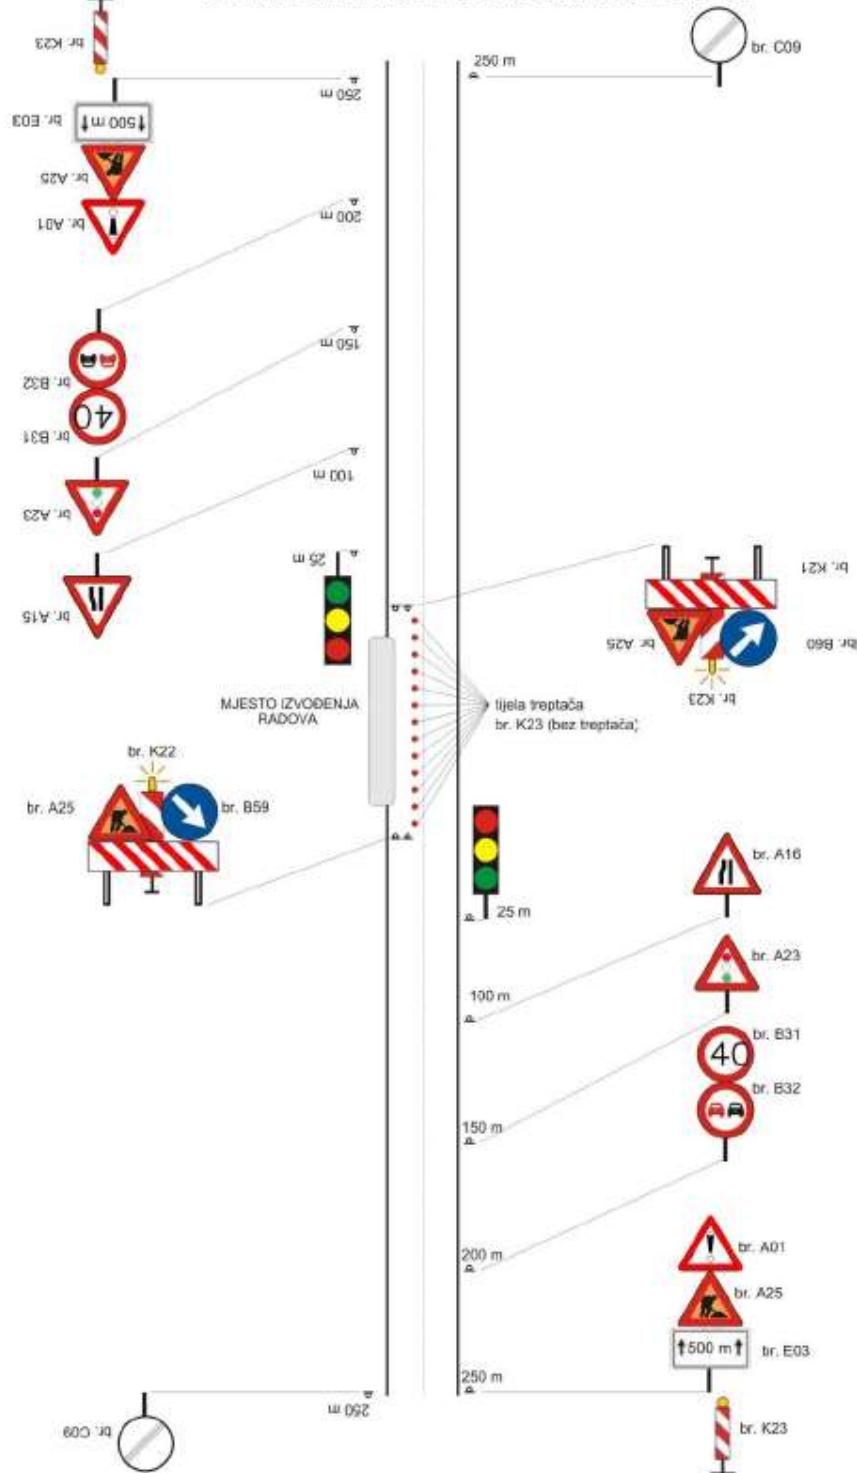 br. K23
br. C09
250 m
250 m
br. E03
500 m
br. A25
br. A01
200 m
150 m
br. B32
40
br. B31
100 m
br. A23
25 m
br. A15
br. K21
br. A25
br. B60
br. K23
MJESTO IZVOĐENJA
RADOVA
tijela treptača
br. K23 (bez treptača)
br. K22
br. A25
br. B59
br. A16
25 m
br. A23
100 m
br. B31
40
br. B32
150 m
200 m
br. A01
br. A25
500 m
br. E03
250 m
250 m
br. C09
br. K23